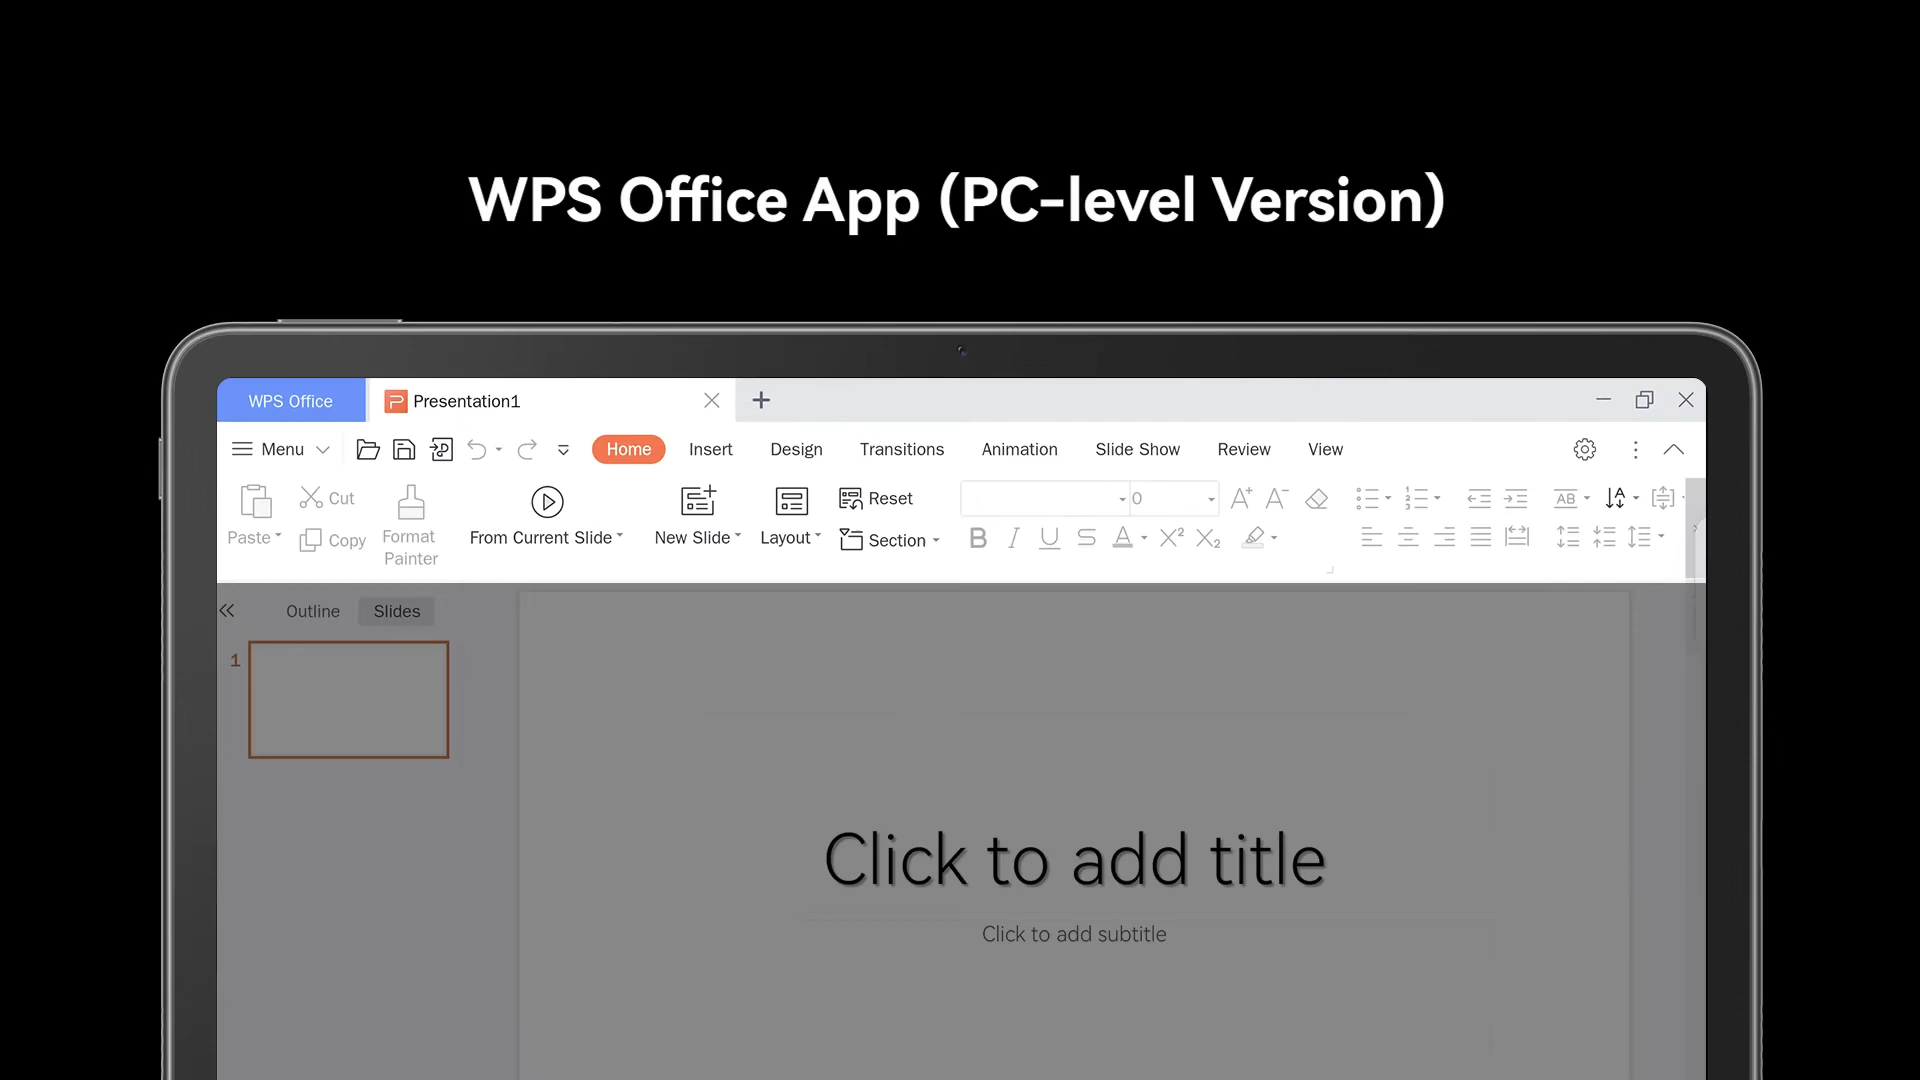 WPS Office App (PC-level Version)
WPS Office
Presentation1
Menu
Home
Insert
Design
Transitions
Animation
Slide Show
Review
View
Paste
Cut
Copy
Format
Painter
From Current Slide
New Slide
Layout
Reset
Section
0
A+
A-
AB
B
I
U
S
A
X²
X₂
Outline
Slides
1
Click to add title
Click to add subtitle